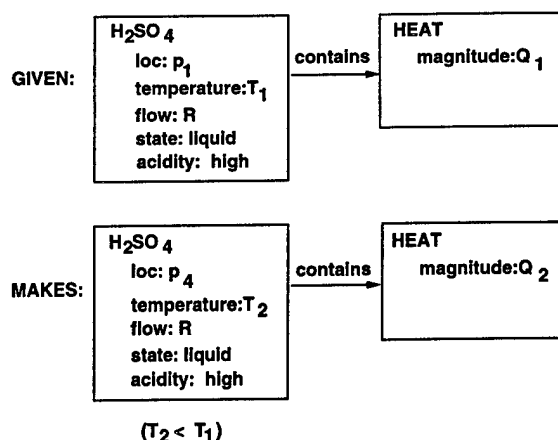 GIVEN:
H2SO4
loc: p1
temperature:T1
flow: R
state: liquid
acidity: high
contains
HEAT
magnitude:Q1
MAKES:
H2SO4
loc: p4
temperature:T2
flow: R
state: liquid
acidity: high
contains
HEAT
magnitude:Q2
(T2 < T1)